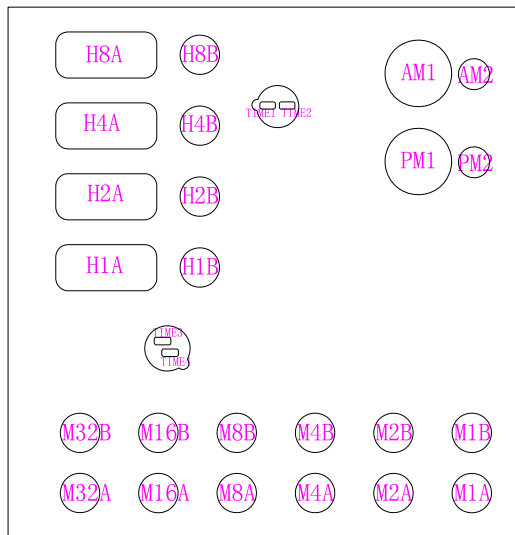 H8A H8B
AM1 AM2
TIME1 TIME2
H4A H4B
PM1 PM2
H2A H2B
H1A H1B
TIME3
TIME4
M32B M16B M8B M4B M2B M1B
M32A M16A M8A M4A M2A M1A